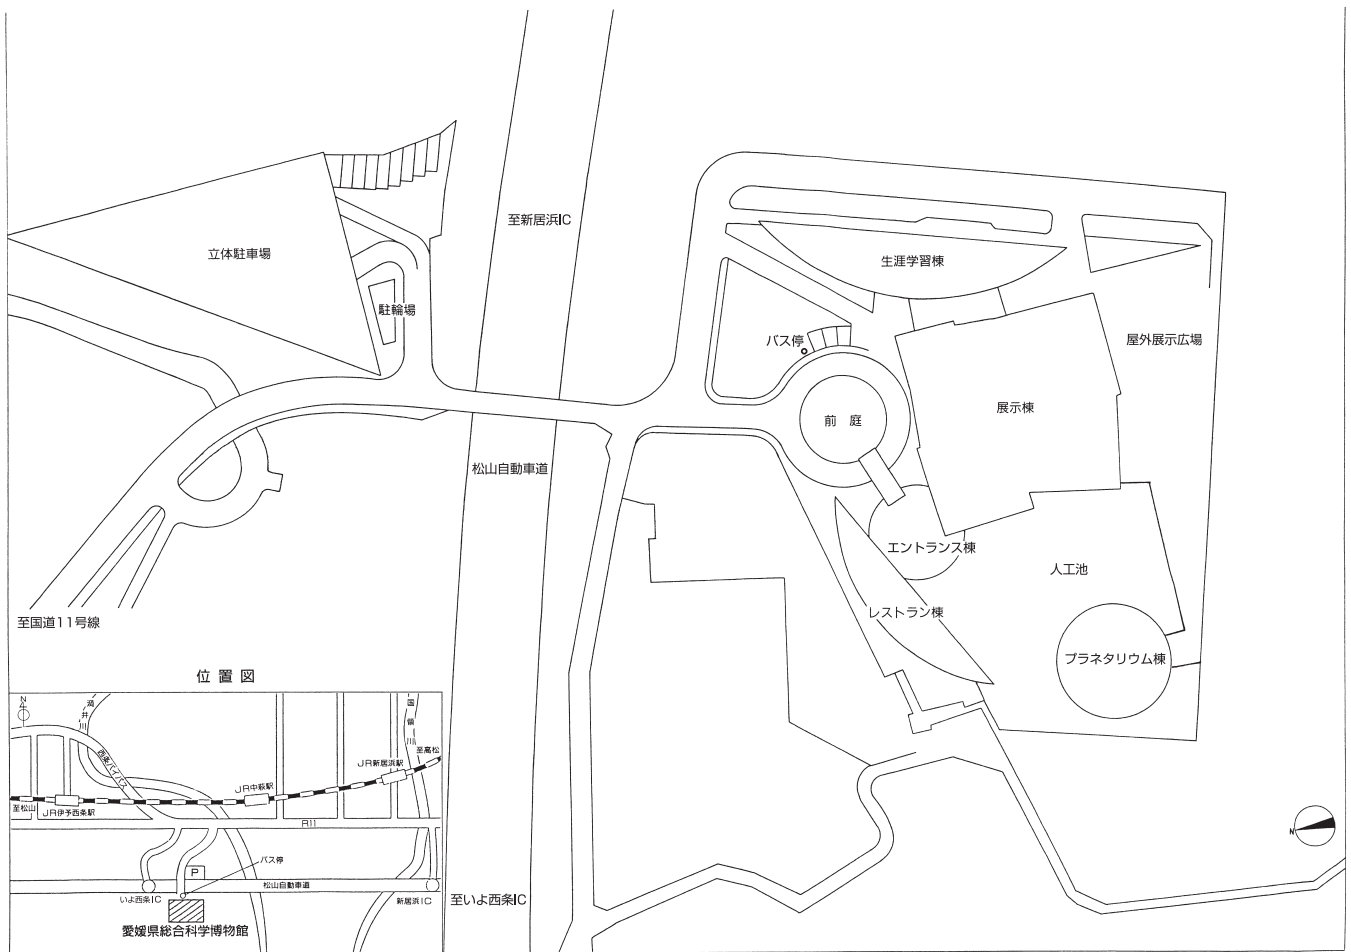 至新居浜IC
立体駐車場
生涯学習棟
駐輪場
バス停
屋外展示広場
展示棟
前 庭
松山自動車道
エントランス棟
人工池
レストラン棟
至国道11号線
プラネタリウム棟
位 置 図
N
渦井川
国領川
至高松
西条バイパス
JR新居浜駅
JR中萩駅
至松山
JR伊予西条駅
R11
N
バス停
P
松山自動車道
いよ西条IC
新居浜IC
至いよ西条IC
愛媛県総合科学博物館